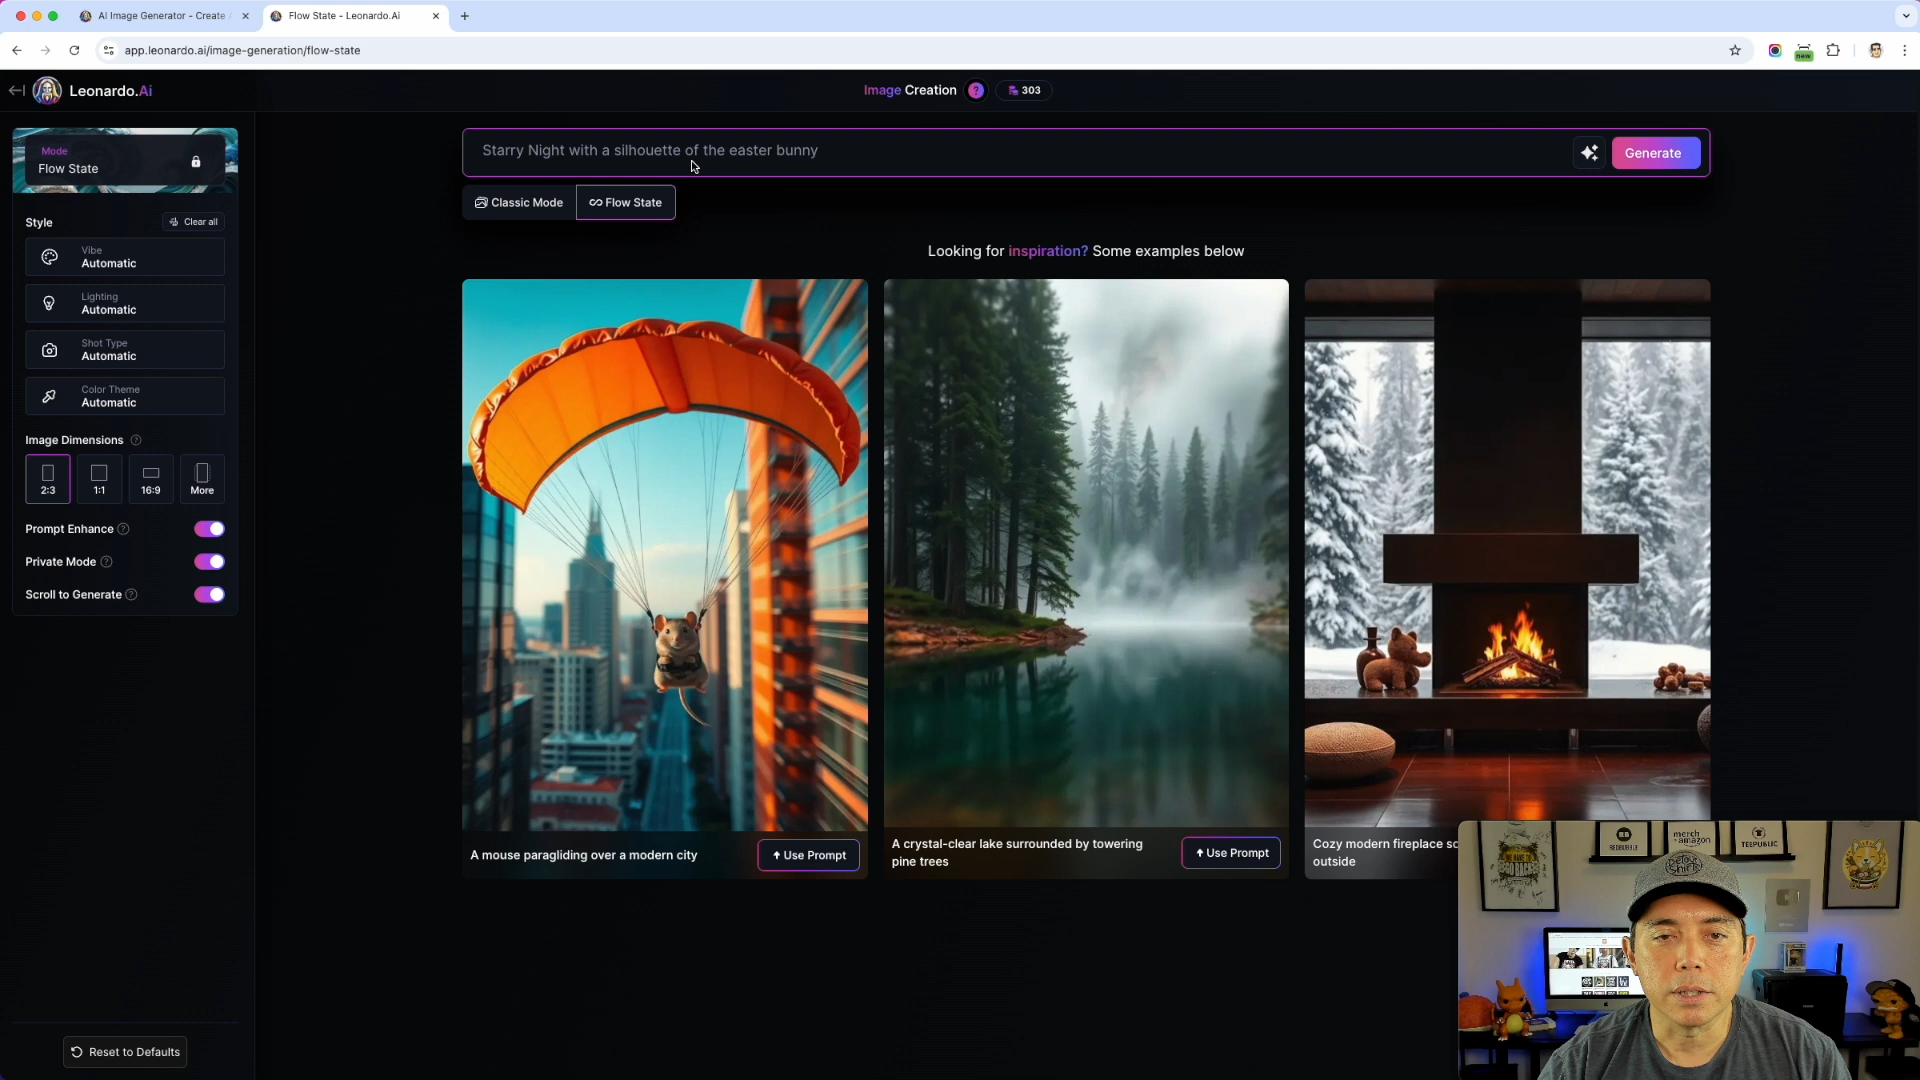 AI Image Generator - Create
Flow State - Leonardo.Ai
app.leonardo.ai/image-generation/flow-state
new
Leonardo.Ai
Image Creation ? 303
Mode
Flow State
Starry Night with a silhouette of the easter bunny
Generate
Classic Mode
Flow State
Style
Clear all
Vibe
Automatic
Lighting
Automatic
Shot Type
Automatic
Color Theme
Automatic
Looking for inspiration? Some examples below
Image Dimensions
2:3
1:1
16:9
More
Prompt Enhance
Private Mode
Scroll to Generate
A mouse paragliding over a modern city
Use Prompt
A crystal-clear lake surrounded by towering
pine trees
Use Prompt
Cozy modern fireplace sc
outside
REDBUBBLE
merch
amazon
TEEPUBLIC
Reset to Defaults